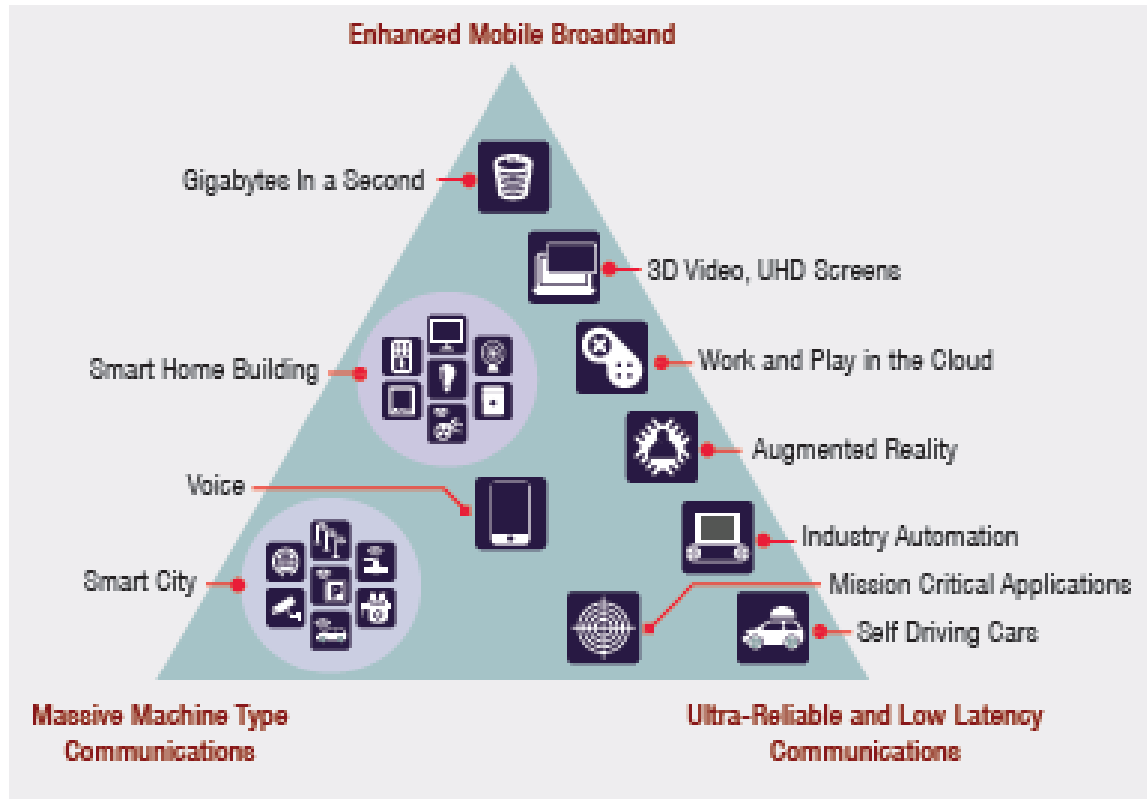 Enhanced Mobile Broadband
Gigabytes In a Second
3D Video, UHD Screens
Smart Home Building
Work and Play in the Cloud
Augmented Reality
Voice
Industry Automation
Smart City
Mission Critical Applications
Self Driving Cars
Massive Machine Type
Communications
Ultra-Reliable and Low Latency
Communications